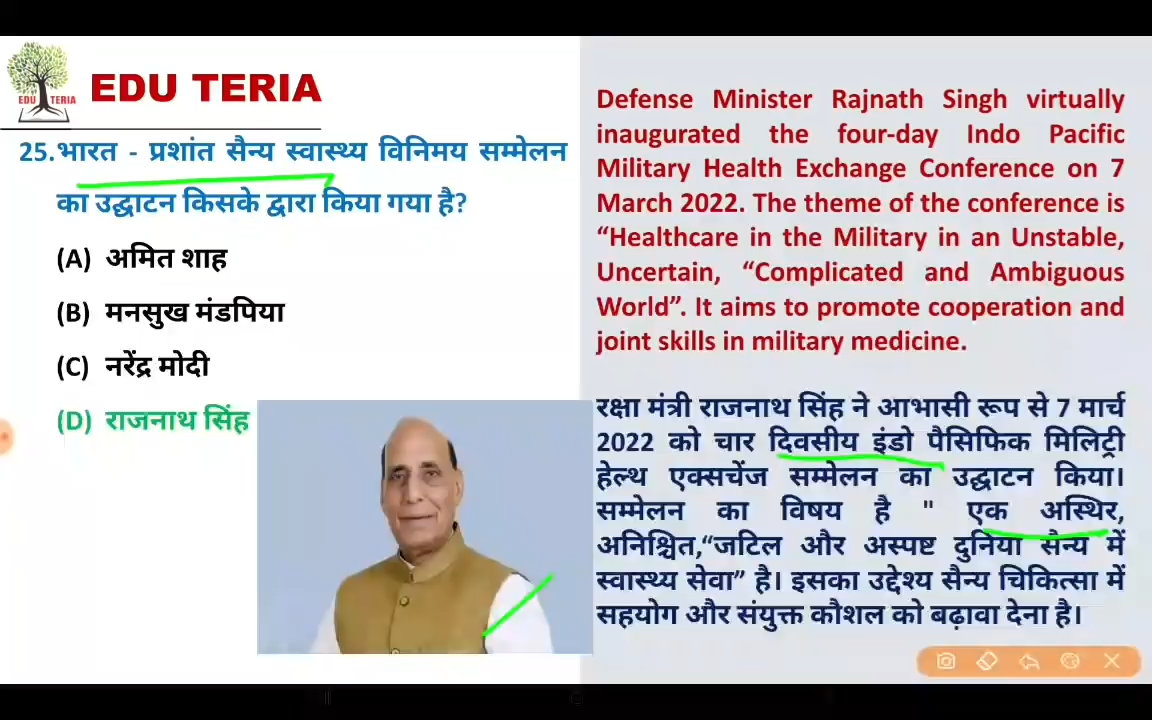 EDU TERIA
EDU TERIA
25.भारत - प्रशांत सैन्य स्वास्थ्य विनिमय सम्मेलन
का उद्घाटन किसके द्वारा किया गया है?
(A) अमित शाह
(B) मनसुख मंडपिया
(C) नरेंद्र मोदी
(D) राजनाथ सिंह
Defense Minister Rajnath Singh virtually
inaugurated the four-day Indo Pacific
Military Health Exchange Conference on 7
March 2022. The theme of the conference is
“Healthcare in the Military in an Unstable,
Uncertain, “Complicated and Ambiguous
World”. It aims to promote cooperation and
joint skills in military medicine.
रक्षा मंत्री राजनाथ सिंह ने आभासी रूप से 7 मार्च
2022 को चार दिवसीय इंडो पैसिफिक मिलिट्री
हेल्थ एक्सचेंज सम्मेलन का उद्घाटन किया।
सम्मेलन का विषय है " एक अस्थिर,
अनिश्चित,“जटिल और अस्पष्ट दुनिया सैन्य में
स्वास्थ्य सेवा” है। इसका उद्देश्य सैन्य चिकित्सा में
सहयोग और संयुक्त कौशल को बढ़ावा देना है।